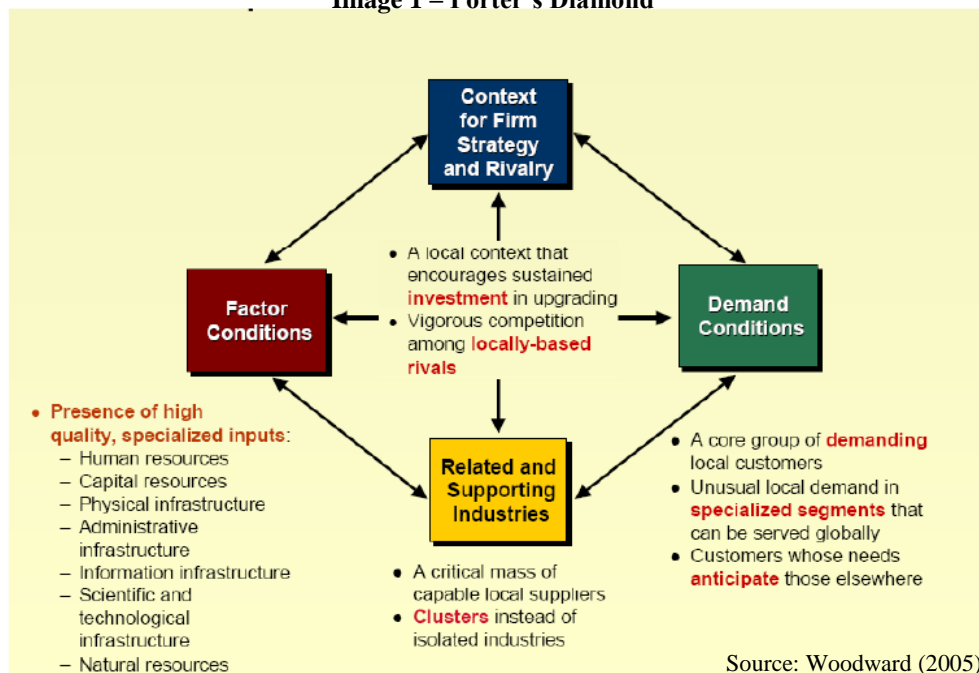 Image 1 – Porter's Diamond
Context
for Firm
Strategy
and Rivalry
• A local context that
encourages sustained
investment in upgrading
• Vigorous competition
among locally-based
rivals
Factor
Conditions
Demand
Conditions
• Presence of high
quality, specialized inputs:
– Human resources
– Capital resources
– Physical infrastructure
– Administrative
infrastructure
– Information infrastructure
– Scientific and
technological
infrastructure
– Natural resources
Related and
Supporting
Industries
• A critical mass of
capable local suppliers
• Clusters instead of
isolated industries
• A core group of demanding
local customers
• Unusual local demand in
specialized segments that
can be served globally
• Customers whose needs
anticipate those elsewhere
Source: Woodward (2005)